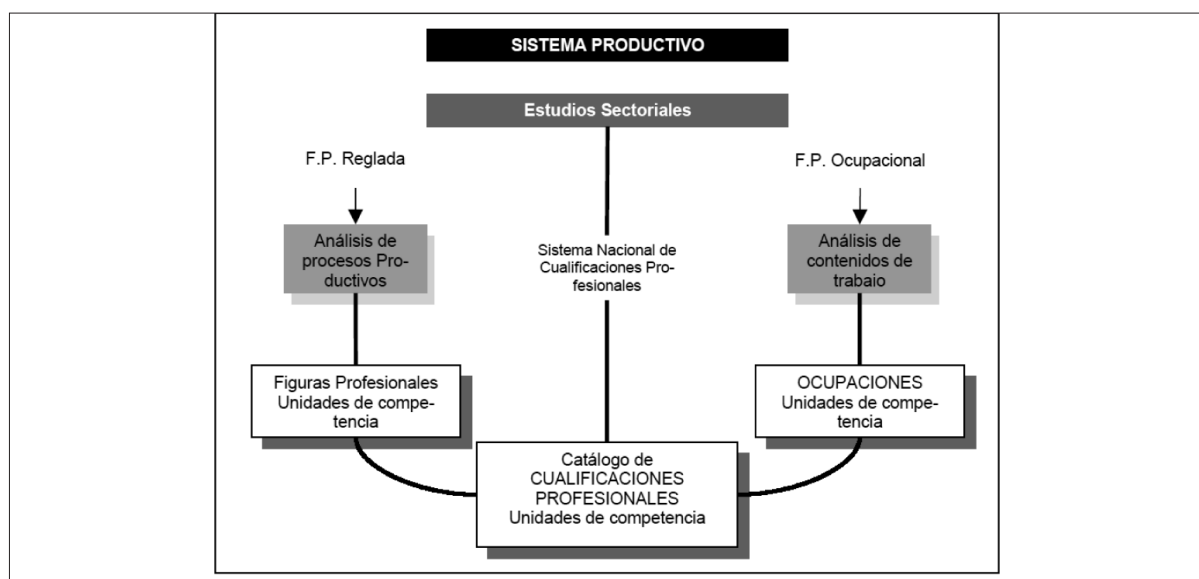 SISTEMA PRODUCTIVO
Estudios Sectoriales
F.P. Reglada
F.P. Ocupacional
Análisis de
procesos Pro-
ductivos
Sistema Nacional de
Cualificaciones Pro-
fesionales
Análisis de
contenidos de
trabaio
Figuras Profesionales
Unidades de compe-
tencia
OCUPACIONES
Unidades de compe-
tencia
Catálogo de
CUALIFICACIONES
PROFESIONALES
Unidades de competencia